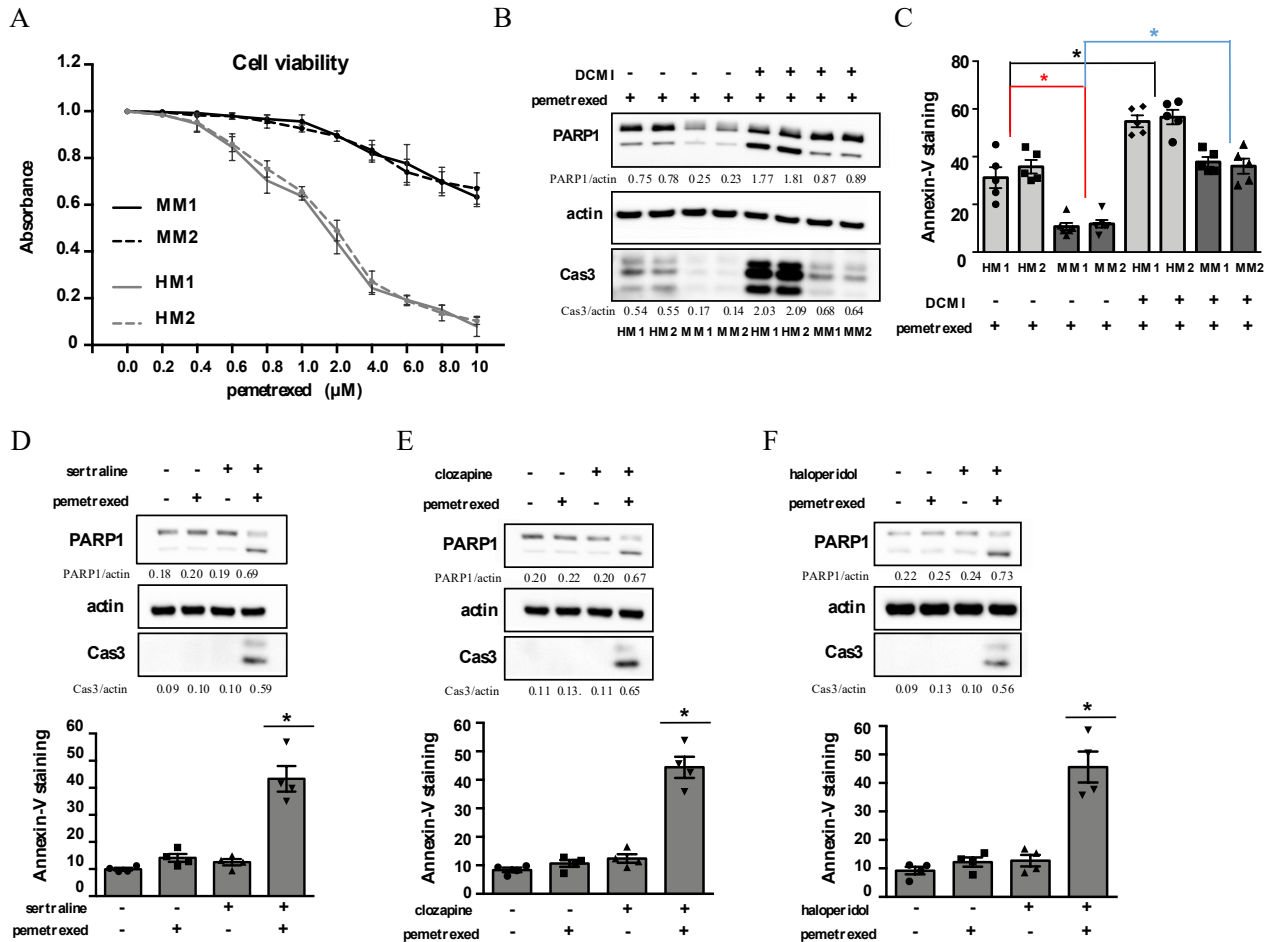 A
Cell viability
Absorbance
1.2
1.0
0.8
0.6
0.4
0.2
0
MM1
MM2
HM1
HM2
0.0 0.2 0.4 0.6 0.8 1.0 2.0 4.0 6.0 8.0 10
pemetrexed (µM)
B
DCMI - - - - + + + +
pemetrexed + + + + + + + +
PARP1
PARP1/actin 0.75 0.78 0.25 0.23 1.77 1.81 0.87 0.89
actin
Cas3
Cas3/actin 0.54 0.55 0.17 0.14 2.03 2.09 0.68 0.64
HM1 HM2 MM1 MM2 HM1 HM2 MM1 MM2
C
* * *
Annexin-V staining
80
60
40
20
0
HM1 HM2 MM1 MM2 HM1 HM2 MM1 MM2
DCMI - - - - + + + +
pemetrexed + + + + + + + +
D
sertraline - - + +
pemetrexed - + - +
PARP1
PARP1/actin 0.18 0.20 0.19 0.69
actin
Cas3
Cas3/actin 0.09 0.10 0.10 0.59
*
Annexin-V staining
60
50
40
30
20
10
0
sertraline - - + +
pemetrexed - + - +
E
clozapine - - + +
pemetrexed - + - +
PARP1
PARP1/actin 0.20 0.22 0.20 0.67
actin
Cas3
Cas3/actin 0.11 0.13. 0.11 0.65
*
Annexin-V staining
60
50
40
30
20
10
0
clozapine - - + +
pemetrexed - + - +
F
haloperidol - - + +
pemetrexed - + - +
PARP1
PARP1/actin 0.22 0.25 0.24 0.73
actin
Cas3
Cas3/actin 0.09 0.13 0.10 0.56
*
Annexin-V staining
60
50
40
30
20
10
0
haloperidol - - + +
pemetrexed - + - +